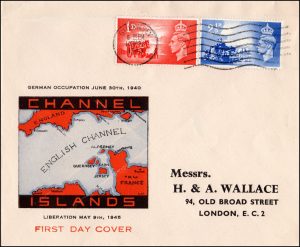 GERMAN OCCUPATION JUNE 30TH, 1940
CHANNEL
ENGLAND
ENGLISH CHANNEL
ALDERNEY
GUERNSEY
SARK
JERSEY
FRANCE
ISLANDS
LIBERATION MAY 9TH, 1945
FIRST DAY COVER
Messrs.
H. & A. WALLACE
94, OLD BROAD STREET
LONDON, E. C. 2